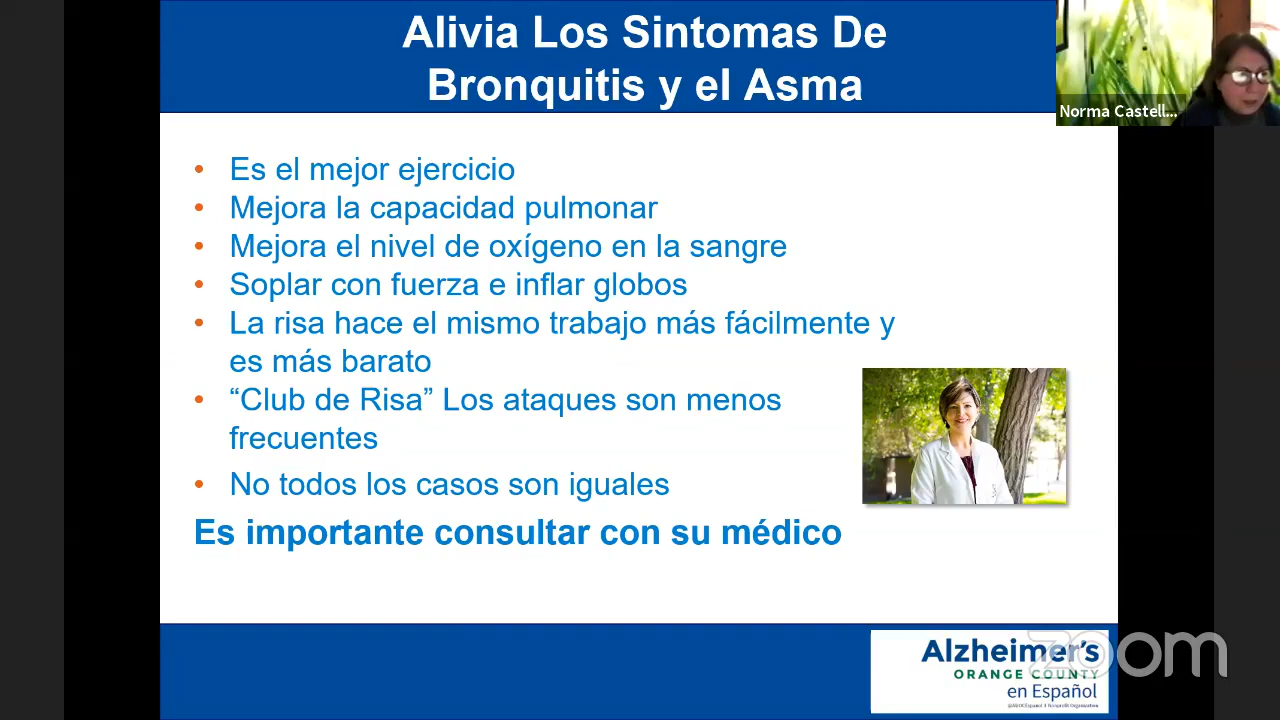 Alivia Los Sintomas De
Bronquitis y el Asma
Norma Castell...
• Es el mejor ejercicio
• Mejora la capacidad pulmonar
• Mejora el nivel de oxígeno en la sangre
• Soplar con fuerza e inflar globos
• La risa hace el mismo trabajo más fácilmente y
es más barato
• “Club de Risa” Los ataques son menos
frecuentes
• No todos los casos son iguales
Es importante consultar con su médico
Alzheimer's
ORANGE COUNTY
en Español
zoom